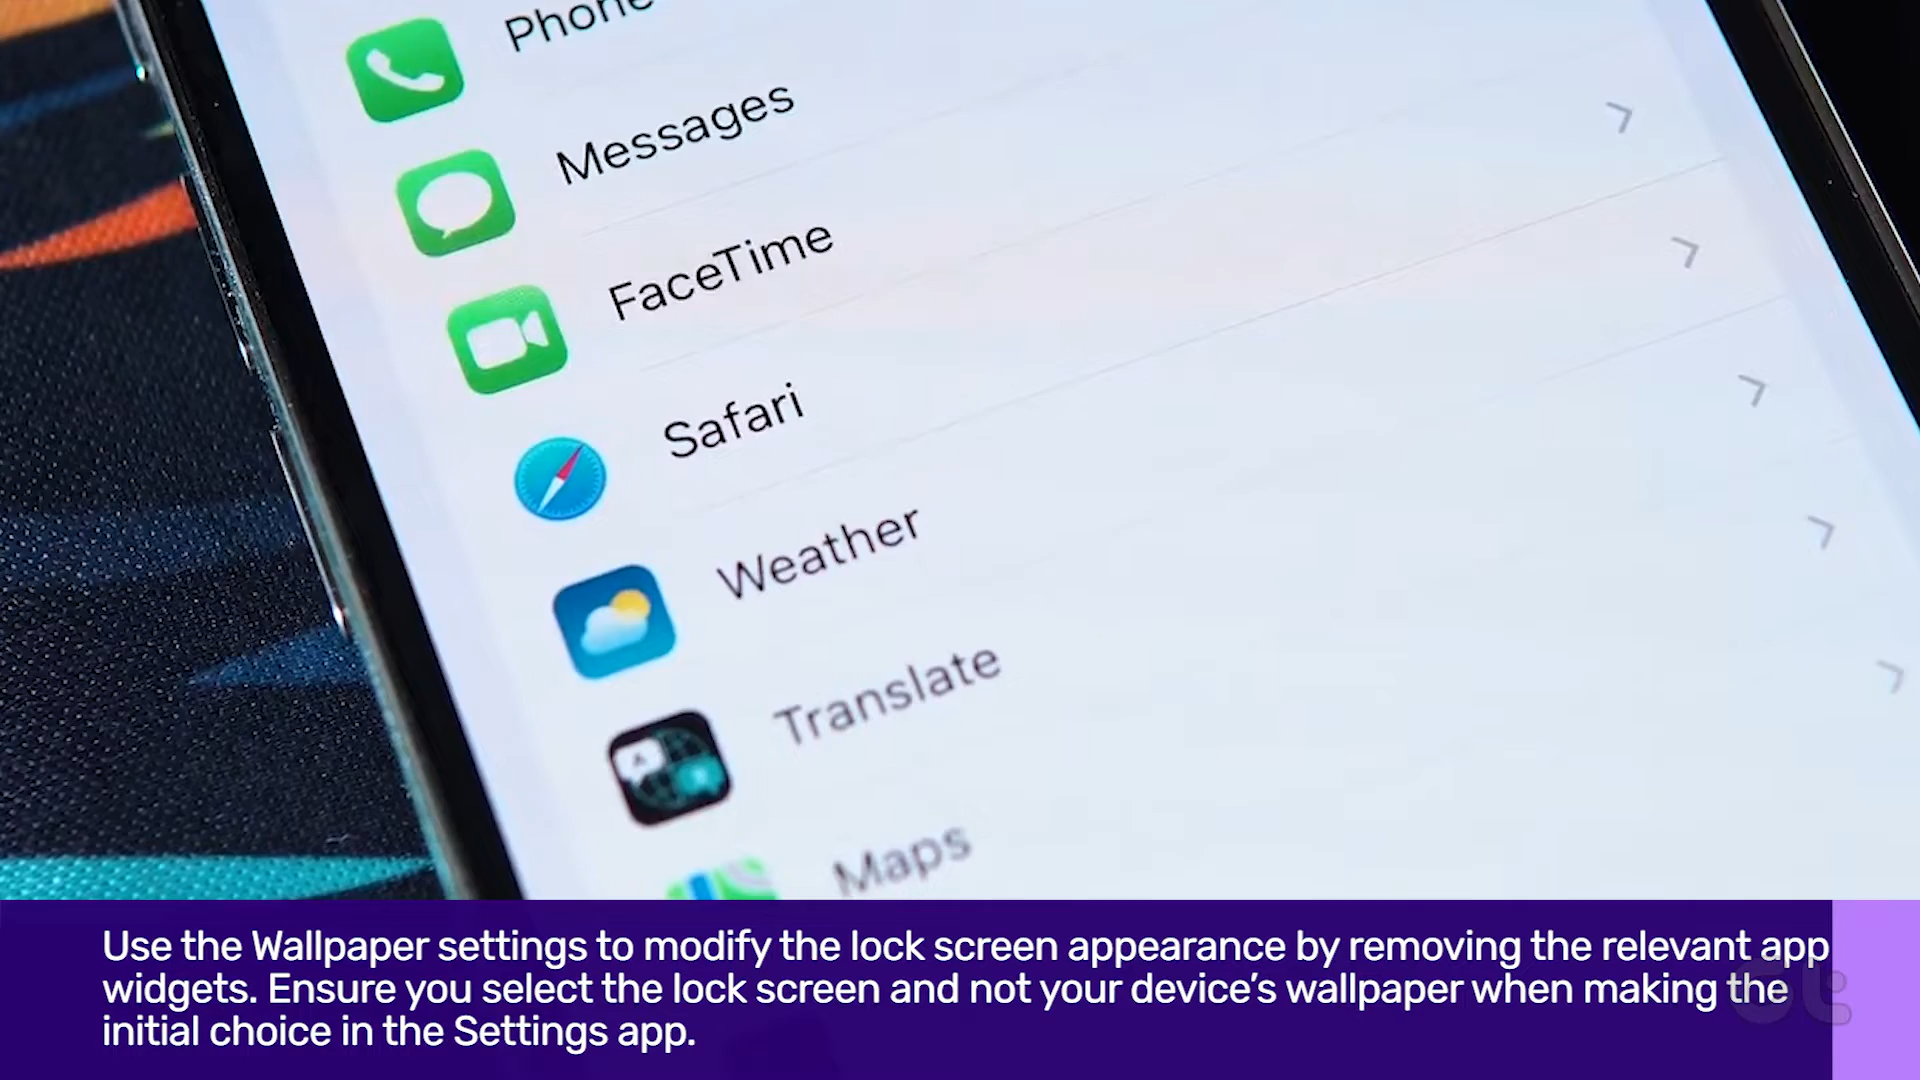 Phone
Messages
FaceTime
Safari
Weather
Translate
Maps
Use the Wallpaper settings to modify the lock screen appearance by removing the relevant app
widgets. Ensure you select the lock screen and not your device’s wallpaper when making the
initial choice in the Settings app.